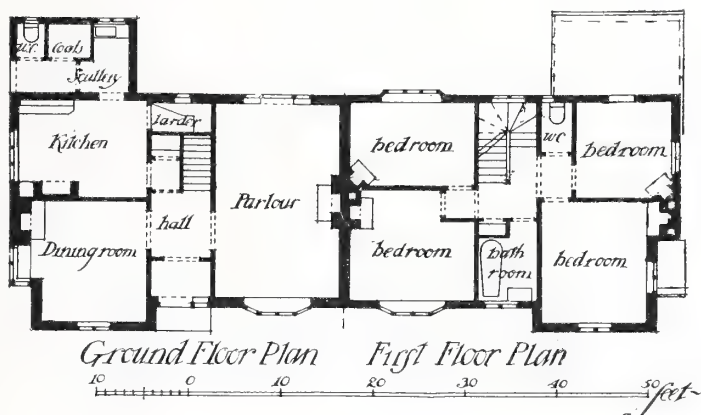 w.c. Coals
Scullery
Kitchen
larder
hall
Parlour
Dining room
bedroom
wc
bedroom
bedroom
bath
room
bedroom
Ground Floor Plan First Floor Plan
10 0 10 20 30 40 50 feet